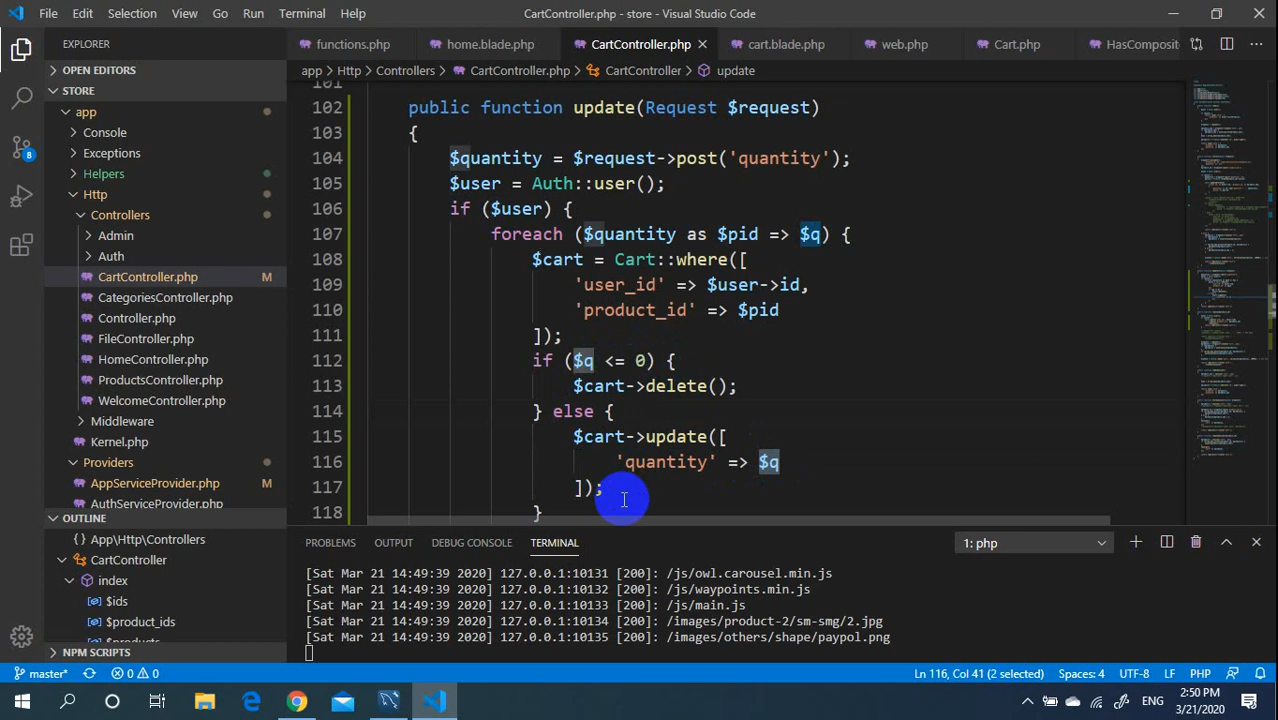 File Edit Selection View Go Run Terminal Help CartController.php - store - Visual Studio Code
EXPLORER
functions.php home.blade.php CartController.php cart.blade.php web.php Cart.php HasComposit
OPEN EDITORS
app > Http > Controllers > CartController.php > CartController > update
STORE
app
Console
Exceptions
Helpers
Http
Controllers
Admin
Auth
CartController.php M
CategoriesController.php
Controller.php
FileController.php
HomeController.php
ProductsController.php
WelcomeController.php
Middleware
Kernel.php
Providers
AppServiceProvider.php
AuthServiceProvider.php
OUTLINE
App\Http\Controllers
CartController
index
$ids
$product_ids
$products
NPM SCRIPTS
8
101
102 public function update(Request $request)
103 {
104 $quantity = $request->post('quantity');
105 $user = Auth::user();
106 if ($user) {
107 foreach ($quantity as $pid => $q) {
108 $cart = Cart::where([
109 'user_id' => $user->id,
110 'product_id' => $pid
111 ]);
112 if ($q <= 0) {
113 $cart->delete();
114 } else {
115 $cart->update([
116 'quantity' => $q
117 ]);
118 }
PROBLEMS OUTPUT DEBUG CONSOLE TERMINAL 1: php
[Sat Mar 21 14:49:39 2020] 127.0.0.1:10131 [200]: /js/owl.carousel.min.js
[Sat Mar 21 14:49:39 2020] 127.0.0.1:10132 [200]: /js/waypoints.min.js
[Sat Mar 21 14:49:39 2020] 127.0.0.1:10133 [200]: /js/main.js
[Sat Mar 21 14:49:39 2020] 127.0.0.1:10134 [200]: /images/product-2/sm-smg/2.jpg
[Sat Mar 21 14:49:39 2020] 127.0.0.1:10135 [200]: /images/others/shape/paypol.png
master* 0 0 Ln 116, Col 41 (2 selected) Spaces: 4 UTF-8 LF PHP
ENG 2:50 PM
3/21/2020